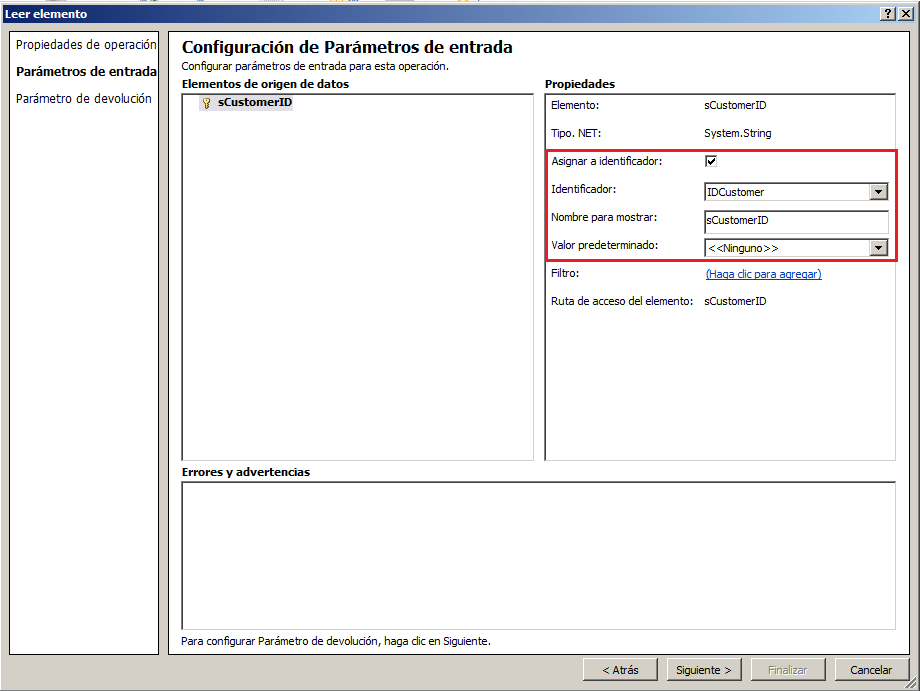 Leer elemento
Propiedades de operación
Parámetros de entrada
Parámetro de devolución
Configuración de Parámetros de entrada
Configurar parámetros de entrada para esta operación.
Elementos de origen de datos
sCustomerID
Propiedades
Elemento: sCustomerID
Tipo. NET: System.String
Asignar a identificador:
Identificador: IDCustomer
Nombre para mostrar: sCustomerID
Valor predeterminado: <<Ninguno>>
Filtro: (Haga clic para agregar)
Ruta de acceso del elemento: sCustomerID
Errores y advertencias
Para configurar Parámetro de devolución, haga clic en Siguiente.
< Atrás Siguiente > Finalizar Cancelar